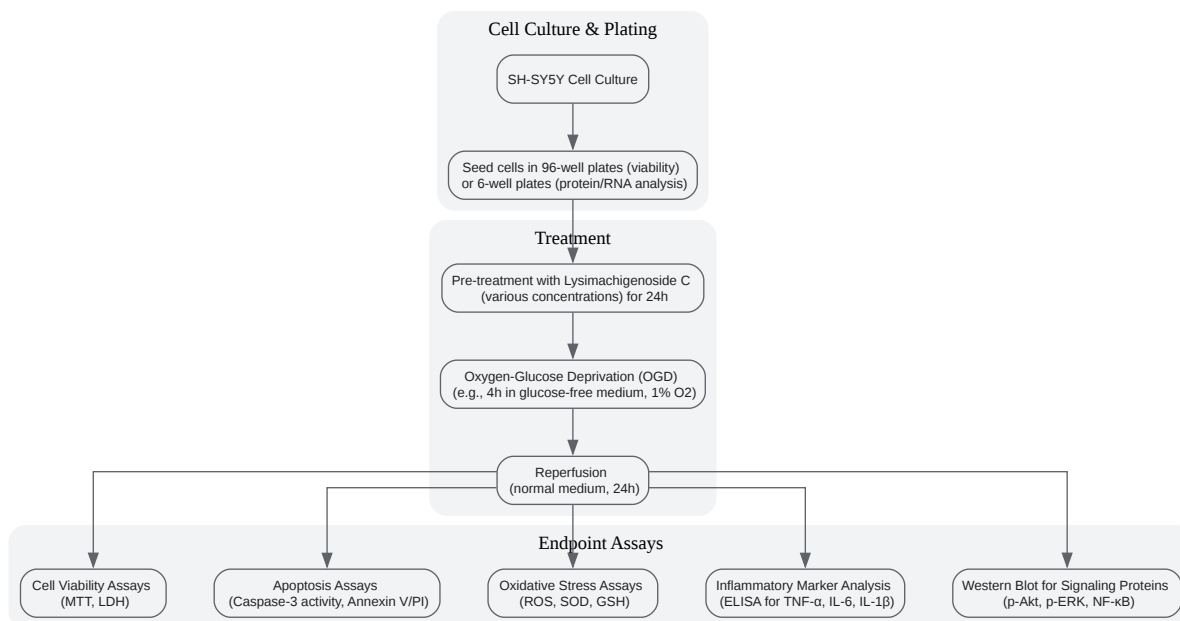 Cell Culture & Plating
SH-SY5Y Cell Culture
Seed cells in 96-well plates (viability)
or 6-well plates (protein/RNA analysis)
Treatment
Pre-treatment with Lysimachigenoside C
(various concentrations) for 24h
Oxygen-Glucose Deprivation (OGD)
(e.g., 4h in glucose-free medium, 1% O2)
Reperfusion
(normal medium, 24h)
Endpoint Assays
Cell Viability Assays
(MTT, LDH)
Apoptosis Assays
(Caspase-3 activity, Annexin V/PI)
Oxidative Stress Assays
(ROS, SOD, GSH)
Inflammatory Marker Analysis
(ELISA for TNF-α, IL-6, IL-1β)
Western Blot for Signaling Proteins
(p-Akt, p-ERK, NF-κB)